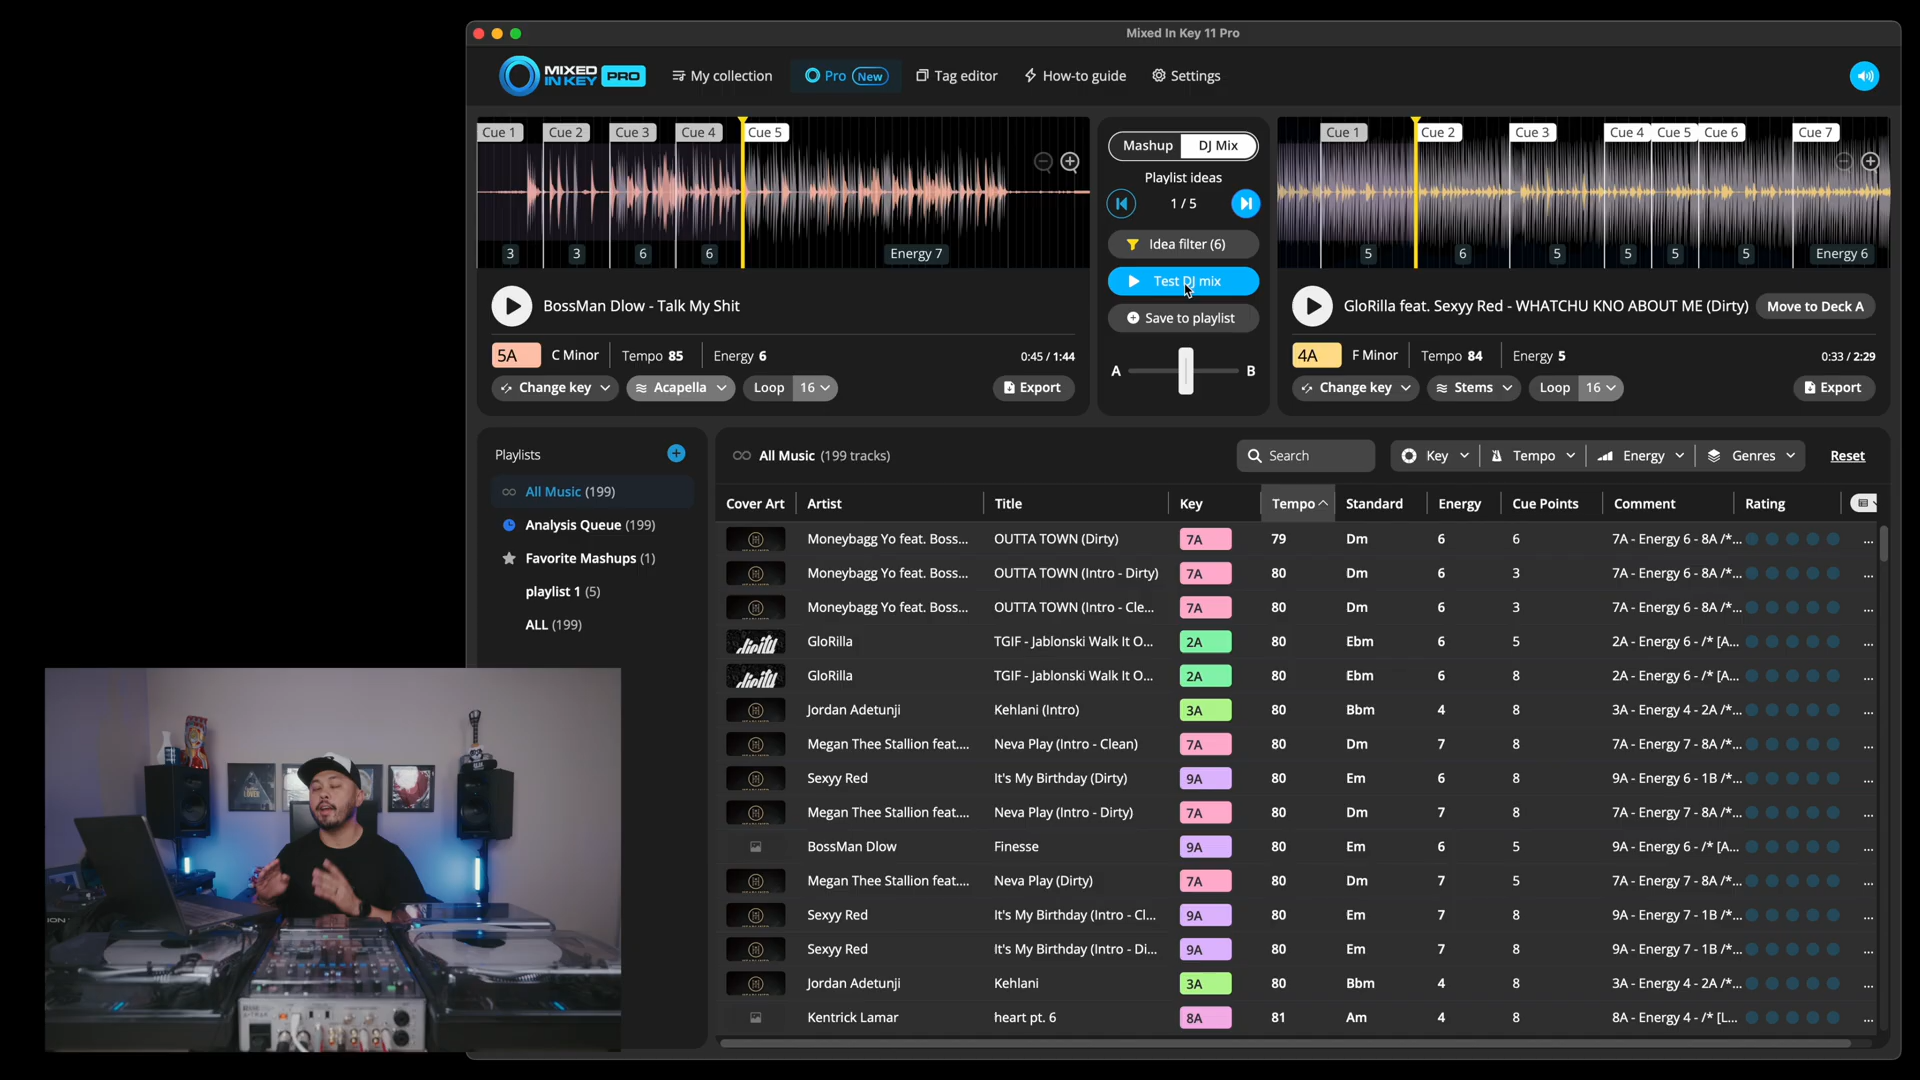 Mixed In Key 11 Pro
MIXED IN KEY PRO
My collection
Pro New
Tag editor
How-to guide
Settings
Cue 1 Cue 2 Cue 3 Cue 4 Cue 5
3 3 6 6 Energy 7
BossMan Dlow - Talk My Shit
5A C Minor Tempo 85 Energy 6 0:45 / 1:44
Change key Acapella Loop 16 Export
Mashup DJ Mix
Playlist ideas
1 / 5
Idea filter (6)
Test DJ mix
Save to playlist
A B
Cue 1 Cue 2 Cue 3 Cue 4 Cue 5 Cue 6 Cue 7
5 6 5 5 5 5 Energy 6
GloRilla feat. Sexyy Red - WHATCHU KNO ABOUT ME (Dirty) Move to Deck A
4A F Minor Tempo 84 Energy 5 0:33 / 2:29
Change key Stems Loop 16 Export
Playlists
All Music (199)
Analysis Queue (199)
Favorite Mashups (1)
playlist 1 (5)
ALL (199)
All Music (199 tracks) Search Key Tempo Energy Genres Reset
Cover Art Artist Title Key Tempo Standard Energy Cue Points Comment Rating
Moneybagg Yo feat. Boss... OUTTA TOWN (Dirty) 7A 79 Dm 6 6 7A - Energy 6 - 8A /*... ...
Moneybagg Yo feat. Boss... OUTTA TOWN (Intro - Dirty) 7A 80 Dm 6 3 7A - Energy 6 - 8A /*... ...
Moneybagg Yo feat. Boss... OUTTA TOWN (Intro - Cle... 7A 80 Dm 6 3 7A - Energy 6 - 8A /*... ...
GloRilla TGIF - Jablonski Walk It O... 2A 80 Ebm 6 5 2A - Energy 6 - /* [A... ...
GloRilla TGIF - Jablonski Walk It O... 2A 80 Ebm 6 8 2A - Energy 6 - /* [A... ...
Jordan Adetunji Kehlani (Intro) 3A 80 Bbm 4 8 3A - Energy 4 - 2A /*... ...
Megan Thee Stallion feat.... Neva Play (Intro - Clean) 7A 80 Dm 7 8 7A - Energy 7 - 8A /*... ...
Sexyy Red It's My Birthday (Dirty) 9A 80 Em 6 8 9A - Energy 6 - 1B /*... ...
Megan Thee Stallion feat.... Neva Play (Intro - Dirty) 7A 80 Dm 7 8 7A - Energy 7 - 8A /*... ...
BossMan Dlow Finesse 9A 80 Em 6 5 9A - Energy 6 - /* [A... ...
Megan Thee Stallion feat.... Neva Play (Dirty) 7A 80 Dm 7 5 7A - Energy 7 - 8A /*... ...
Sexyy Red It's My Birthday (Intro - Cl... 9A 80 Em 7 8 9A - Energy 7 - 1B /*... ...
Sexyy Red It's My Birthday (Intro - Di... 9A 80 Em 7 8 9A - Energy 7 - 1B /*... ...
Jordan Adetunji Kehlani 3A 80 Bbm 4 8 3A - Energy 4 - 2A /*... ...
Kentrick Lamar heart pt. 6 8A 81 Am 4 8 8A - Energy 4 - /* [L... ...